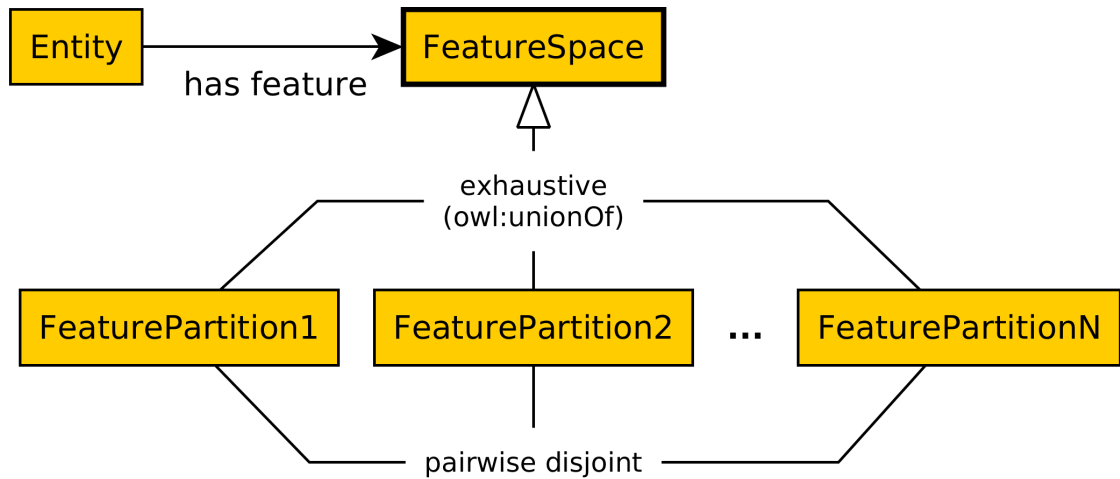 Entity
FeatureSpace
has feature
exhaustive
(owl:unionOf)
FeaturePartition1
FeaturePartition2
...
FeaturePartitionN
pairwise disjoint